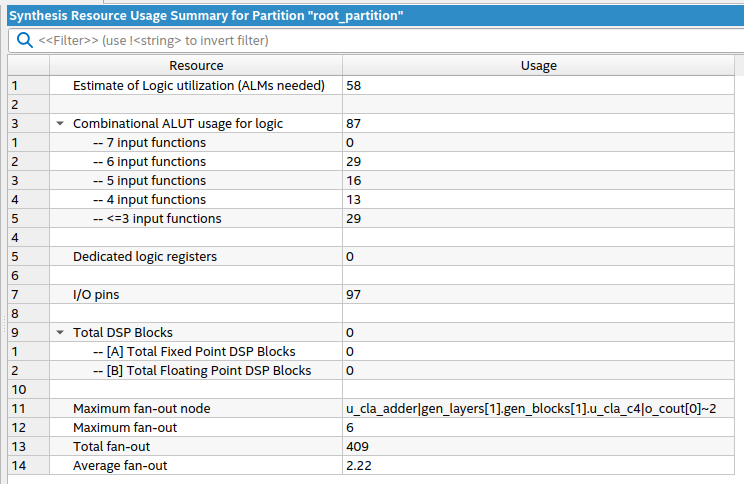 Synthesis Resource Usage Summary for Partition "root_partition"
<<Filter>> (use !<string> to invert filter)
Resource Usage
1 Estimate of Logic utilization (ALMs needed) 58
2
3 Combinational ALUT usage for logic 87
1 -- 7 input functions 0
2 -- 6 input functions 29
3 -- 5 input functions 16
4 -- 4 input functions 13
5 -- <=3 input functions 29
4
5 Dedicated logic registers 0
6
7 I/O pins 97
8
9 Total DSP Blocks 0
1 -- [A] Total Fixed Point DSP Blocks 0
2 -- [B] Total Floating Point DSP Blocks 0
10
11 Maximum fan-out node u_cla_adder|gen_layers[1].gen_blocks[1].u_cla_c4|o_cout[0]~2
12 Maximum fan-out 6
13 Total fan-out 409
14 Average fan-out 2.22